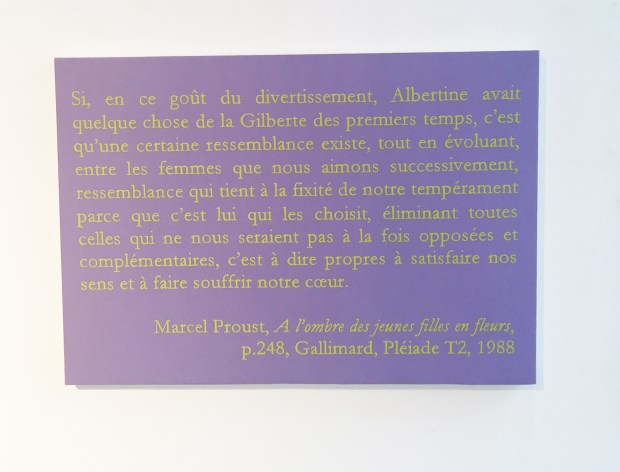 Si, en ce goût du divertissement, Albertine avait
quelque chose de la Gilberte des premiers temps, c'est
qu'une certaine ressemblance existe, tout en évoluant,
entre les femmes que nous aimons successivement,
ressemblance qui tient à la fixité de notre tempérament
parce que c'est lui qui les choisit, éliminant toutes
celles qui ne nous seraient pas à la fois opposées et
complémentaires, c'est à dire propres à satisfaire nos
sens et à faire souffrir notre cœur.
Marcel Proust, A l'ombre des jeunes filles en fleurs,
p.248, Gallimard, Pléiade T2, 1988